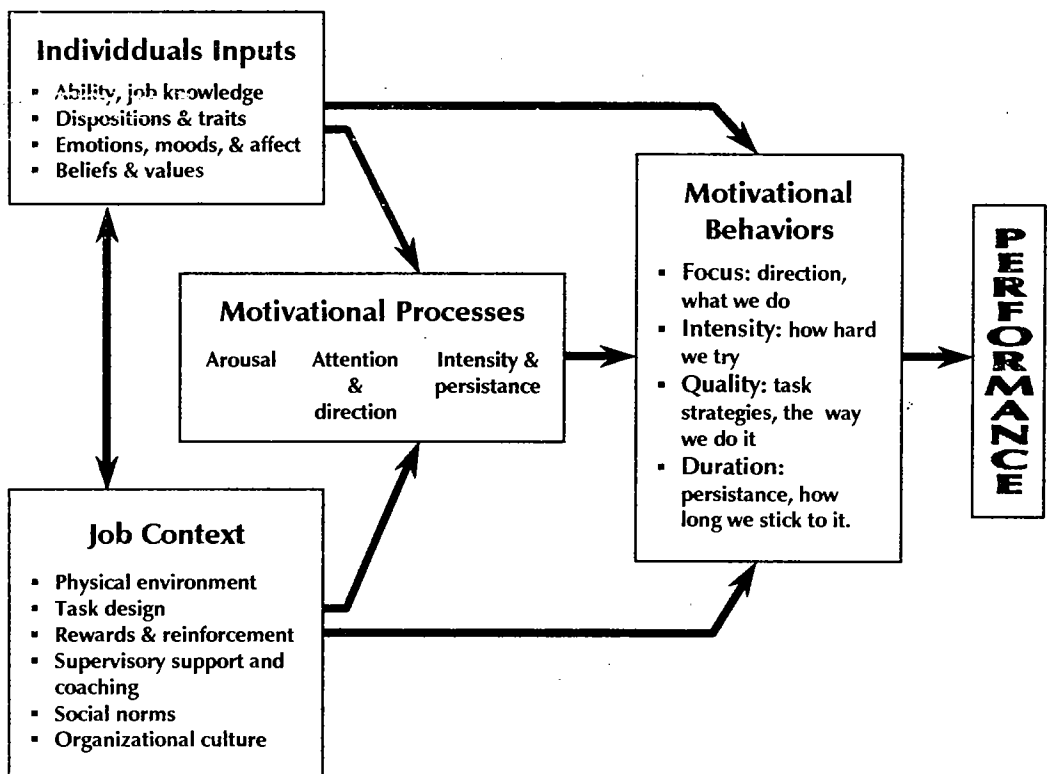 Individduals Inputs
▪ Ability, job knowledge
▪ Dispositions & traits
▪ Emotions, moods, & affect
▪ Beliefs & values
Motivational Processes
Arousal
Attention
&
direction
Intensity &
persistance
Job Context
▪ Physical environment
▪ Task design
▪ Rewards & reinforcement
▪ Supervisory support and
coaching
▪ Social norms
▪ Organizational culture
Motivational
Behaviors
▪ Focus: direction,
what we do
▪ Intensity: how hard
we try
▪ Quality: task
strategies, the way
we do it
▪ Duration:
persistance, how
long we stick to it.
PERFORMANCE